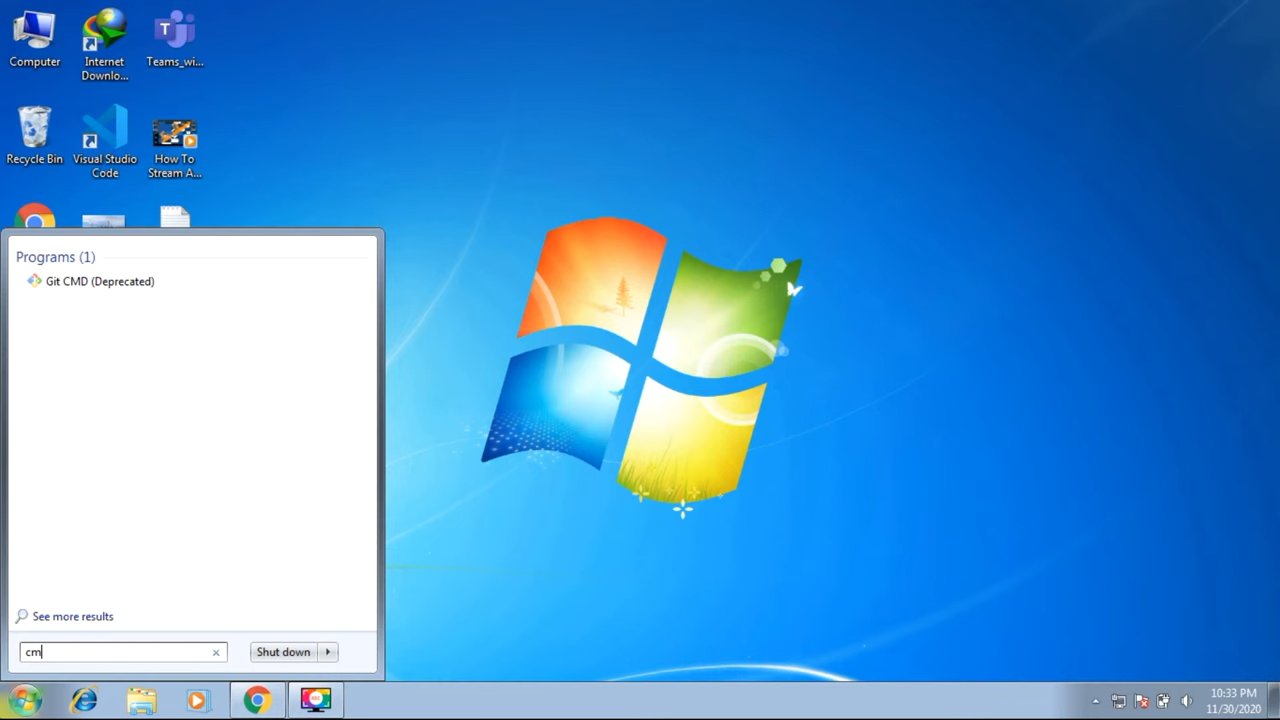 Computer
Internet
Downlo...
Teams_wi...
Recycle Bin
Visual Studio
Code
How To
Stream A...
Programs (1)
Git CMD (Deprecated)
See more results
cm
Shut down
10:33 PM
11/30/2020